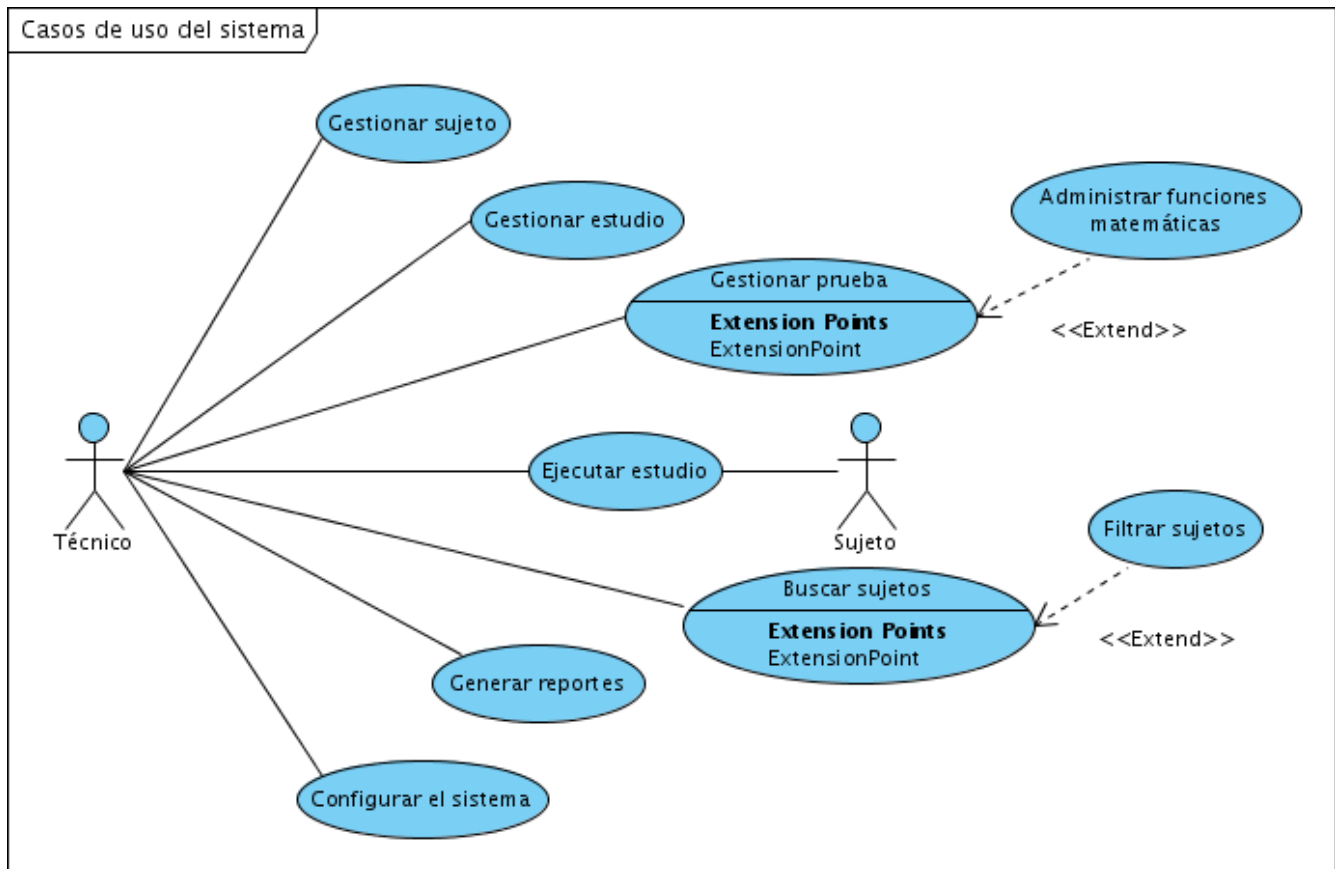 Casos de uso del sistema
Gestionar sujeto
Gestionar estudio
Administrar funciones
matemáticas
Gestionar prueba
Extension Points
ExtensionPoint
<<Extend>>
Ejecutar estudio
Técnico
Sujeto
Filtrar sujetos
Buscar sujetos
Extension Points
ExtensionPoint
<<Extend>>
Generar reportes
Configurar el sistema